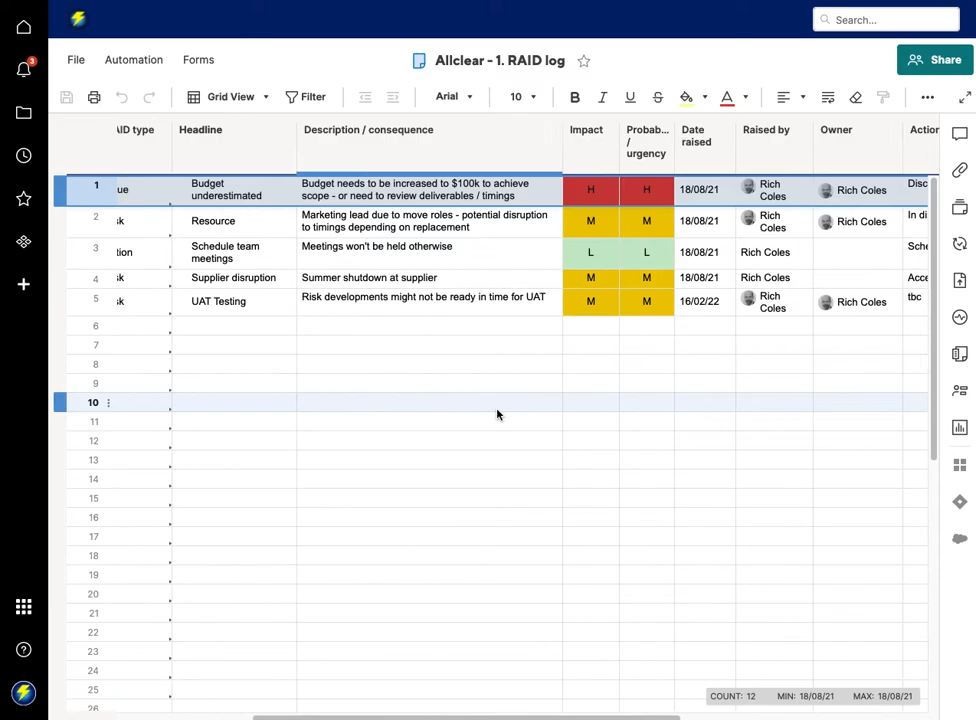 3
Search...
File
Automation
Forms
Allclear - 1. RAID log
Share
Grid View
Filter
Arial
10
B
I
U
S
A
AID type
Headline
Description / consequence
Impact
Probab...
/
urgency
Date
raised
Raised by
Owner
Action
1
ue
Budget
underestimated
Budget needs to be increased to $100k to achieve
scope - or need to review deliverables / timings
H
H
18/08/21
Rich
Coles
Rich Coles
Disc
2
sk
Resource
Marketing lead due to move roles - potential disruption
to timings depending on replacement
M
M
18/08/21
Rich
Coles
Rich Coles
In di
3
tion
Schedule team
meetings
Meetings won't be held otherwise
L
L
18/08/21
Rich Coles
Sche
4
sk
Supplier disruption
Summer shutdown at supplier
M
M
18/08/21
Rich Coles
Acce
5
sk
UAT Testing
Risk developments might not be ready in time for UAT
M
M
16/02/22
Rich
Coles
Rich Coles
tbc
6
7
8
9
10
11
12
13
14
15
16
17
18
19
20
21
22
23
24
25
26
COUNT: 12
MIN: 18/08/21
MAX: 18/08/21